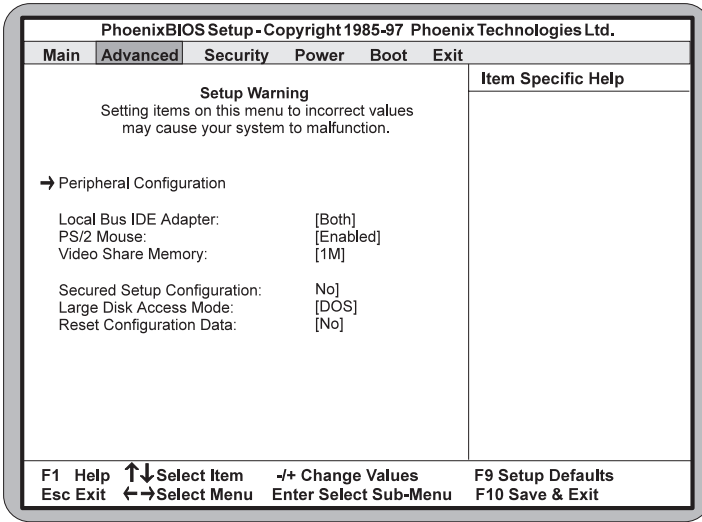 PhoenixBIOS Setup - Copyright 1985-97 Phoenix Technologies Ltd.
Main Advanced Security Power Boot Exit
Item Specific Help
Setup Warning
Setting items on this menu to incorrect values
may cause your system to malfunction.
→ Peripheral Configuration
Local Bus IDE Adapter: [Both]
PS/2 Mouse: [Enabled]
Video Share Memory: [1M]
Secured Setup Configuration: No]
Large Disk Access Mode: [DOS]
Reset Configuration Data: [No]
F1 Help ↑↓Select Item -/+ Change Values F9 Setup Defaults
Esc Exit ←→Select Menu Enter Select Sub-Menu F10 Save & Exit